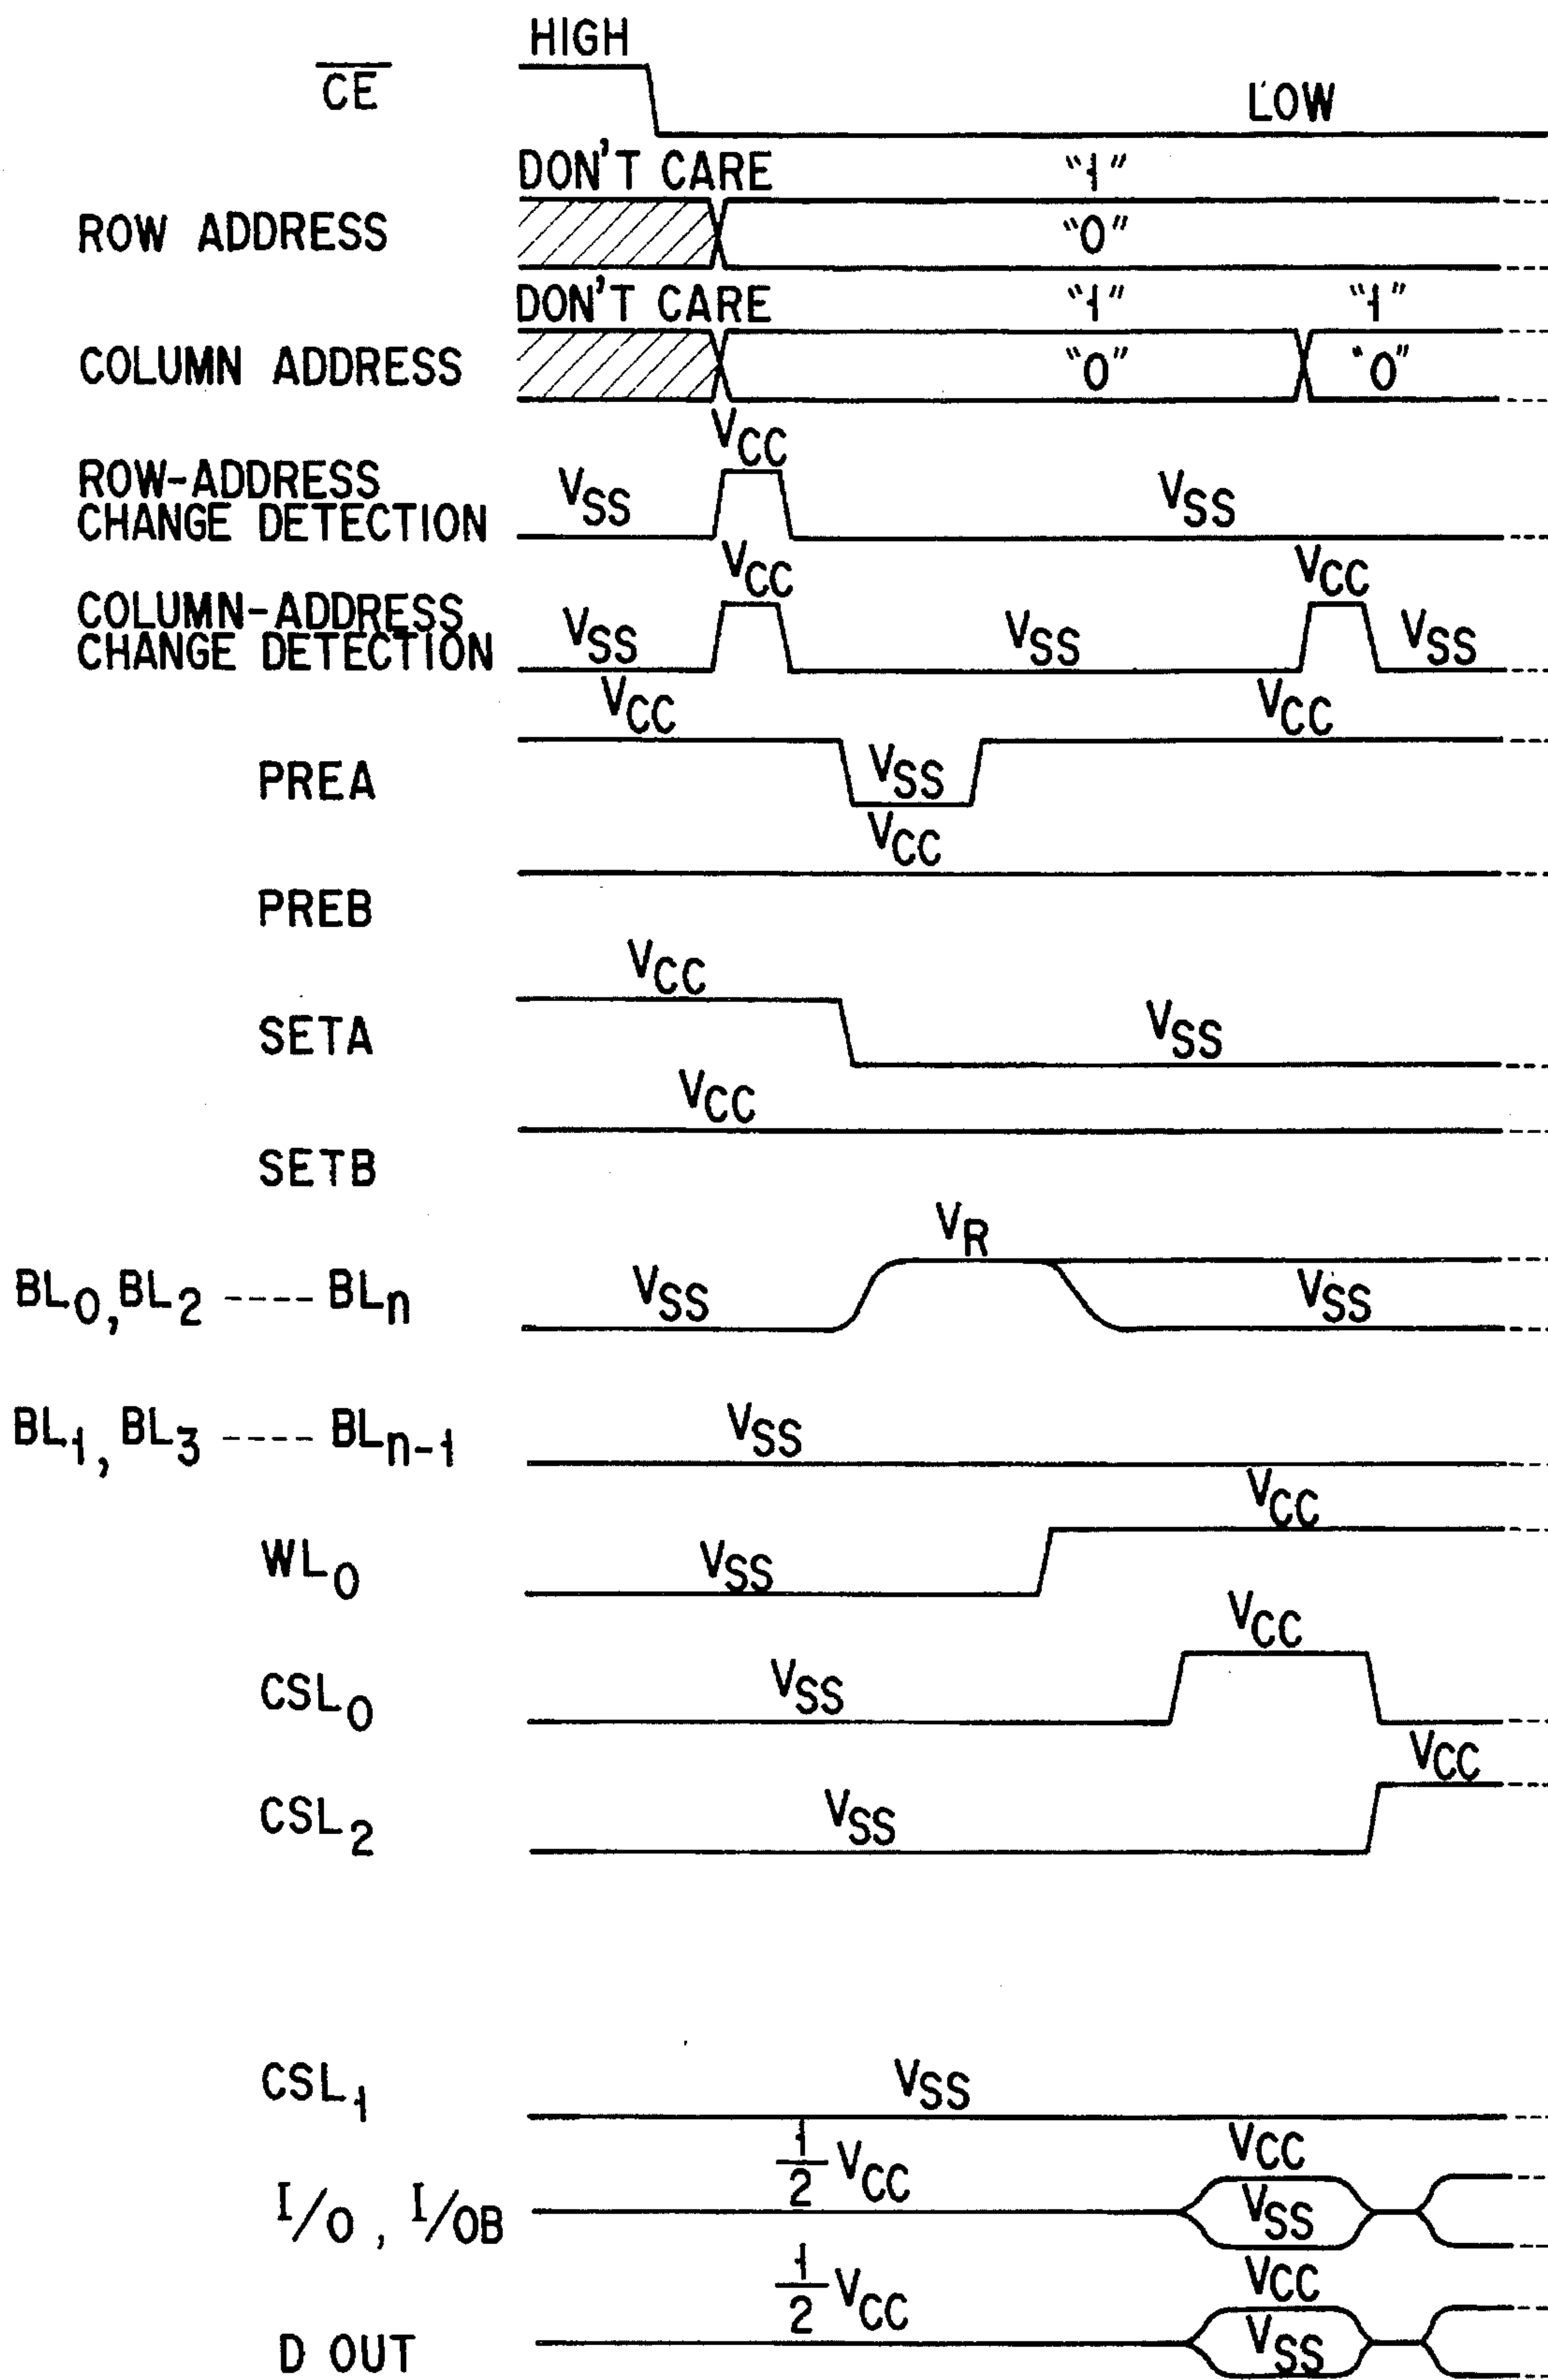 HIGH
CE
LOW
DON'T CARE "1"
ROW ADDRESS "0"
DON'T CARE "1" "1"
COLUMN ADDRESS "0" "0"
VCC
ROW-ADDRESS
CHANGE DETECTION VSS VSS
VCC VCC
COLUMN-ADDRESS
CHANGE DETECTION VSS VSS VSS
VCC VCC
PREA VSS
VCC
PREB
VCC
SETA VSS
VCC
SETB
VR
BL0, BL2 ---- BLn VSS VSS
BL1, BL3 ---- BLn-1 VSS
VCC
WL0 VSS
VCC
CSL0 VSS
VCC
CSL2 VSS
CSL1 VSS
1/2 VCC VCC
I/O , I/OB VSS
1/2 VCC VCC
D OUT VSS